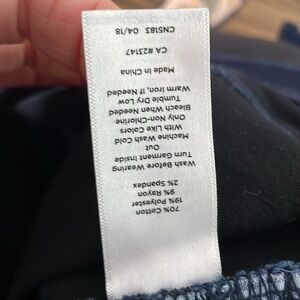 70% Cotton
19% Polyester
9% Rayon
2% Spandex
Wash Before Wearing
Turn Garment Inside
Out
Machine Wash Cold
With Like Colors
Only Non-Chlorine
Bleach When Needed
Tumble Dry Low
Warm Iron, If Needed
Made in China
CA #23147
CN5183 04/18